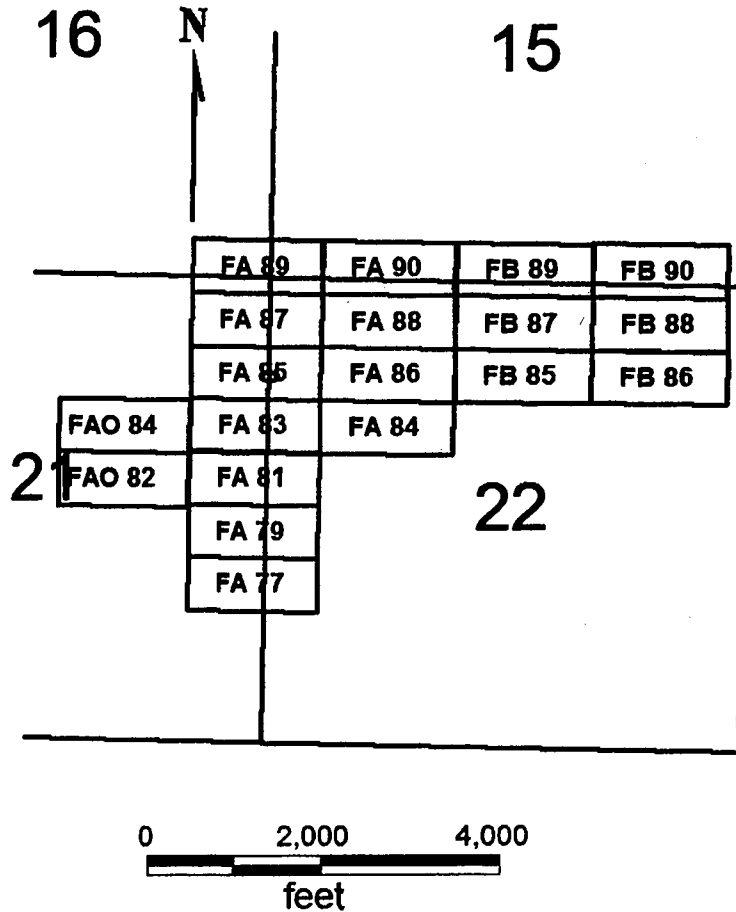 16
N
15
FA 89 FA 90 FB 89 FB 90
FA 87 FA 88 FB 87 FB 88
FA 85 FA 86 FB 85 FB 86
FAO 84 FA 83 FA 84
21 FAO 82 FA 81
22
FA 79
FA 77
0 2,000 4,000
feet